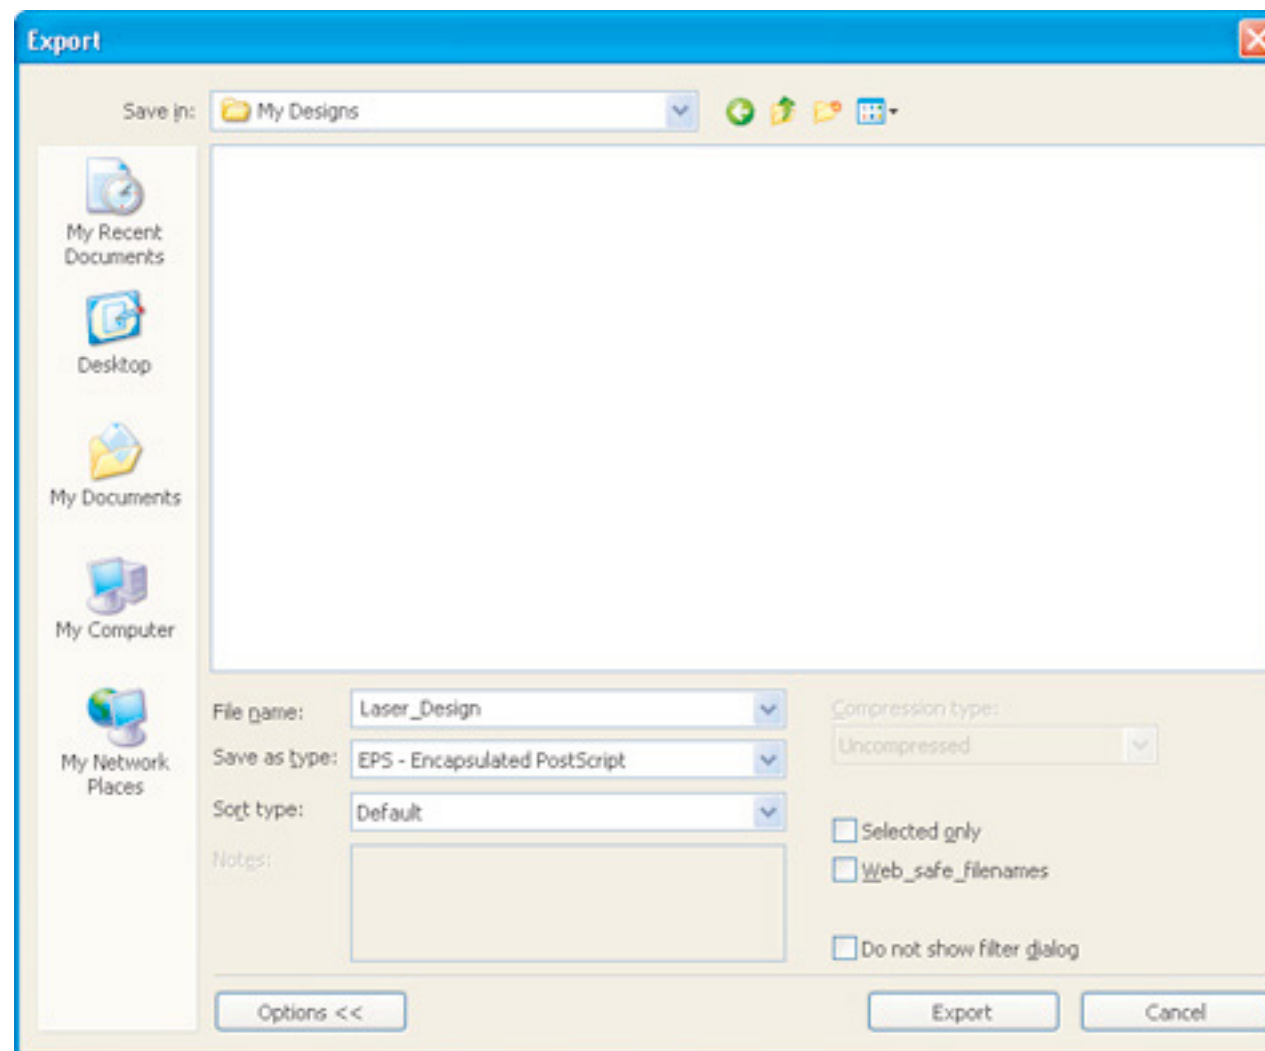 Export
Save in: My Designs
My Recent
Documents
Desktop
My Documents
My Computer
My Network
Places
File name: Laser_Design
Save as type: EPS - Encapsulated PostScript
Sort type: Default
Notes:
Compression type:
Uncompressed
Selected only
Web_safe_filenames
Do not show filter dialog
Options <<
Export
Cancel